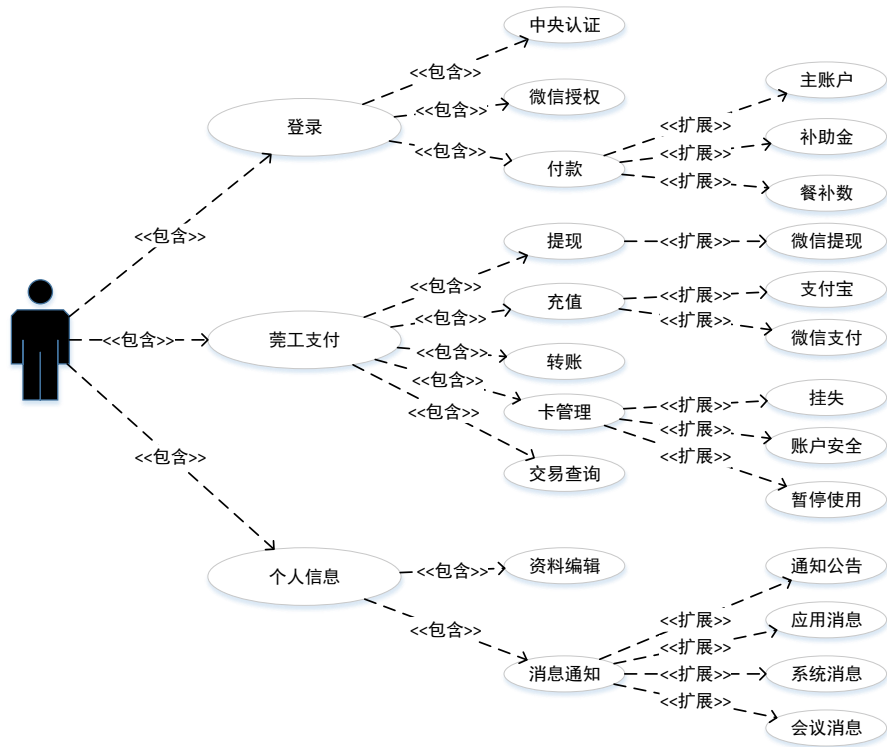 中央认证
<<包含>>
微信授权
主账户
<<包含>>
登录
<<扩展>>
补助金
<<包含>>
付款
<<扩展>>
<<扩展>>
餐补数
<<包含>>
提现
<<扩展>>
微信提现
<<包含>>
充值
<<扩展>>
支付宝
<<包含>>
<<扩展>>
微信支付
<<包含>>
莞工支付
<<包含>>
转账
<<包含>>
挂失
<<包含>>
卡管理
<<扩展>>
<<扩展>>
账户安全
<<包含>>
<<扩展>>
交易查询
暂停使用
个人信息
<<包含>>
资料编辑
通知公告
<<包含>>
<<扩展>>
应用消息
<<扩展>>
消息通知
<<扩展>>
系统消息
<<扩展>>
会议消息